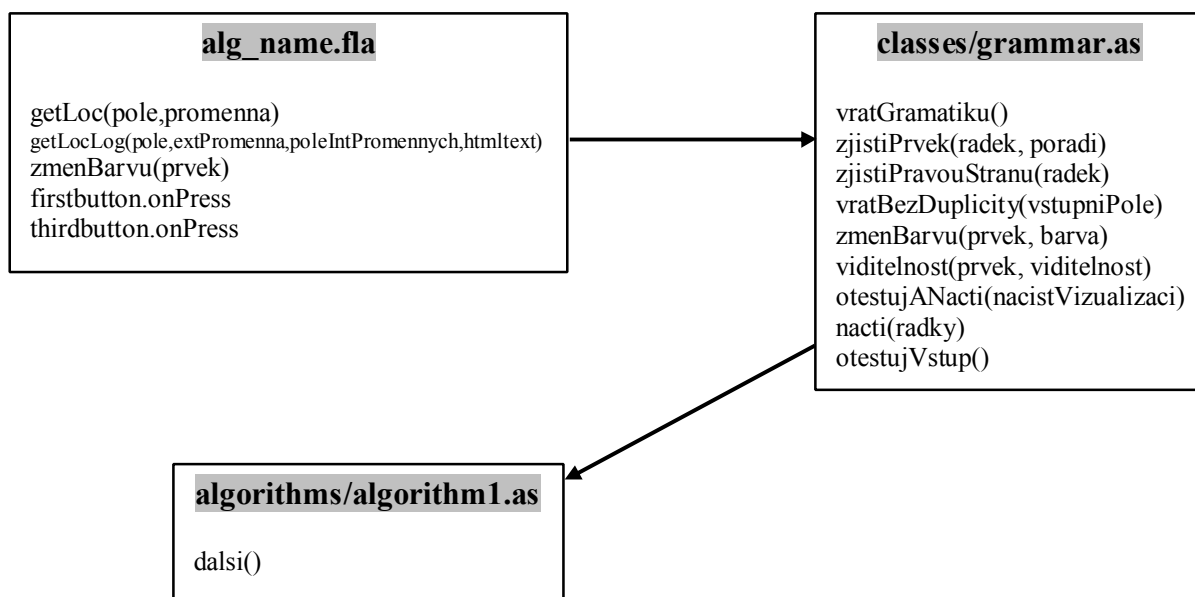 alg_name.fla
getLoc(pole,promenna)
getLocLog(pole,extPromenna,poleIntPromennych,htmltext)
zmenBarvu(prvek)
firstbutton.onPress
thirdbutton.onPress
classes/grammar.as
vratGramatiku()
zjistiPrvek(radek, poradi)
zjistiPravouStranu(radek)
vratBezDuplicity(vstupniPole)
zmenBarvu(prvek, barva)
viditelnost(prvek, viditelnost)
otestujANacti(nacistVizualizaci)
nacti(radky)
otestujVstup()
algorithms/algorithm1.as
dalsi()